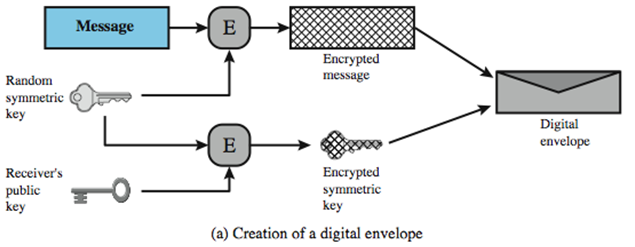 Message
E
Encrypted
message
Random
symmetric
key
Digital
envelope
E
Encrypted
symmetric
key
Receiver's
public
key
(a) Creation of a digital envelope